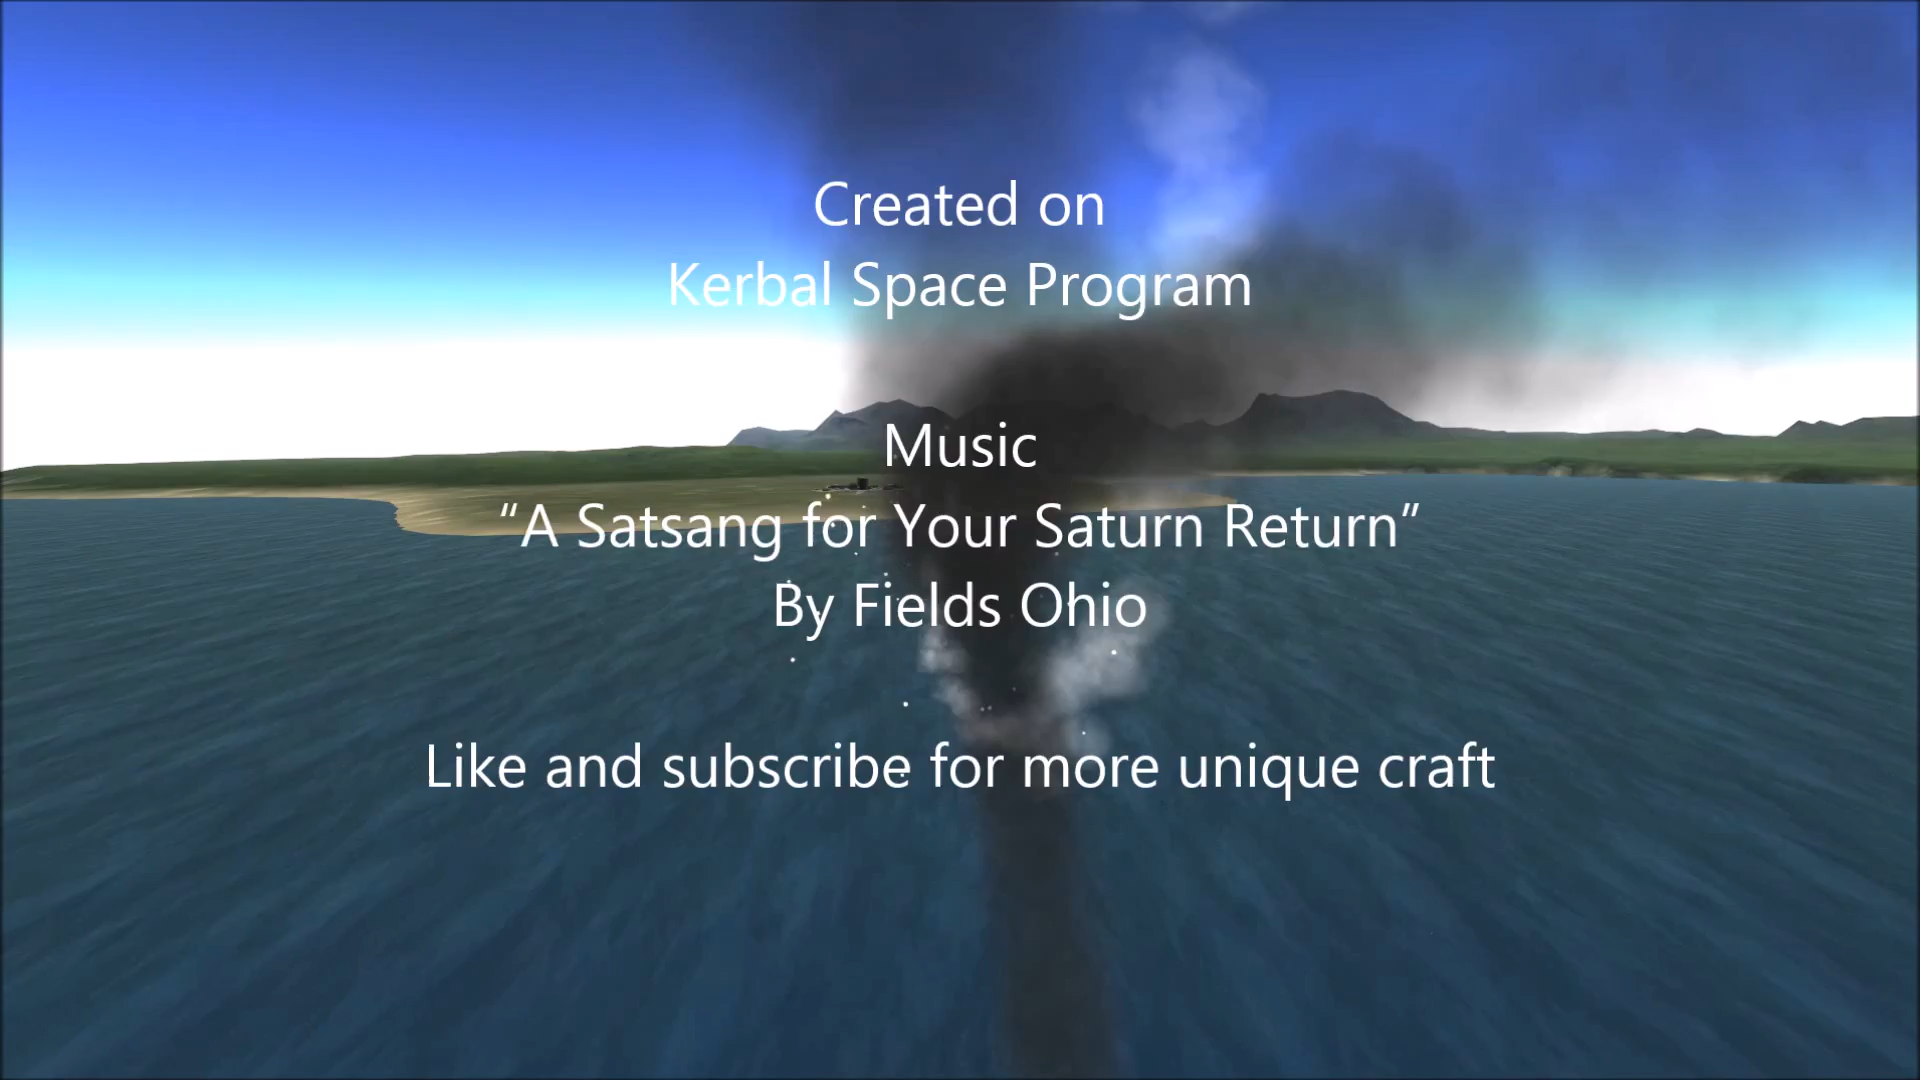 Created on
Kerbal Space Program
Music
“A Satsang for Your Saturn Return”
By Fields Ohio
Like and subscribe for more unique craft